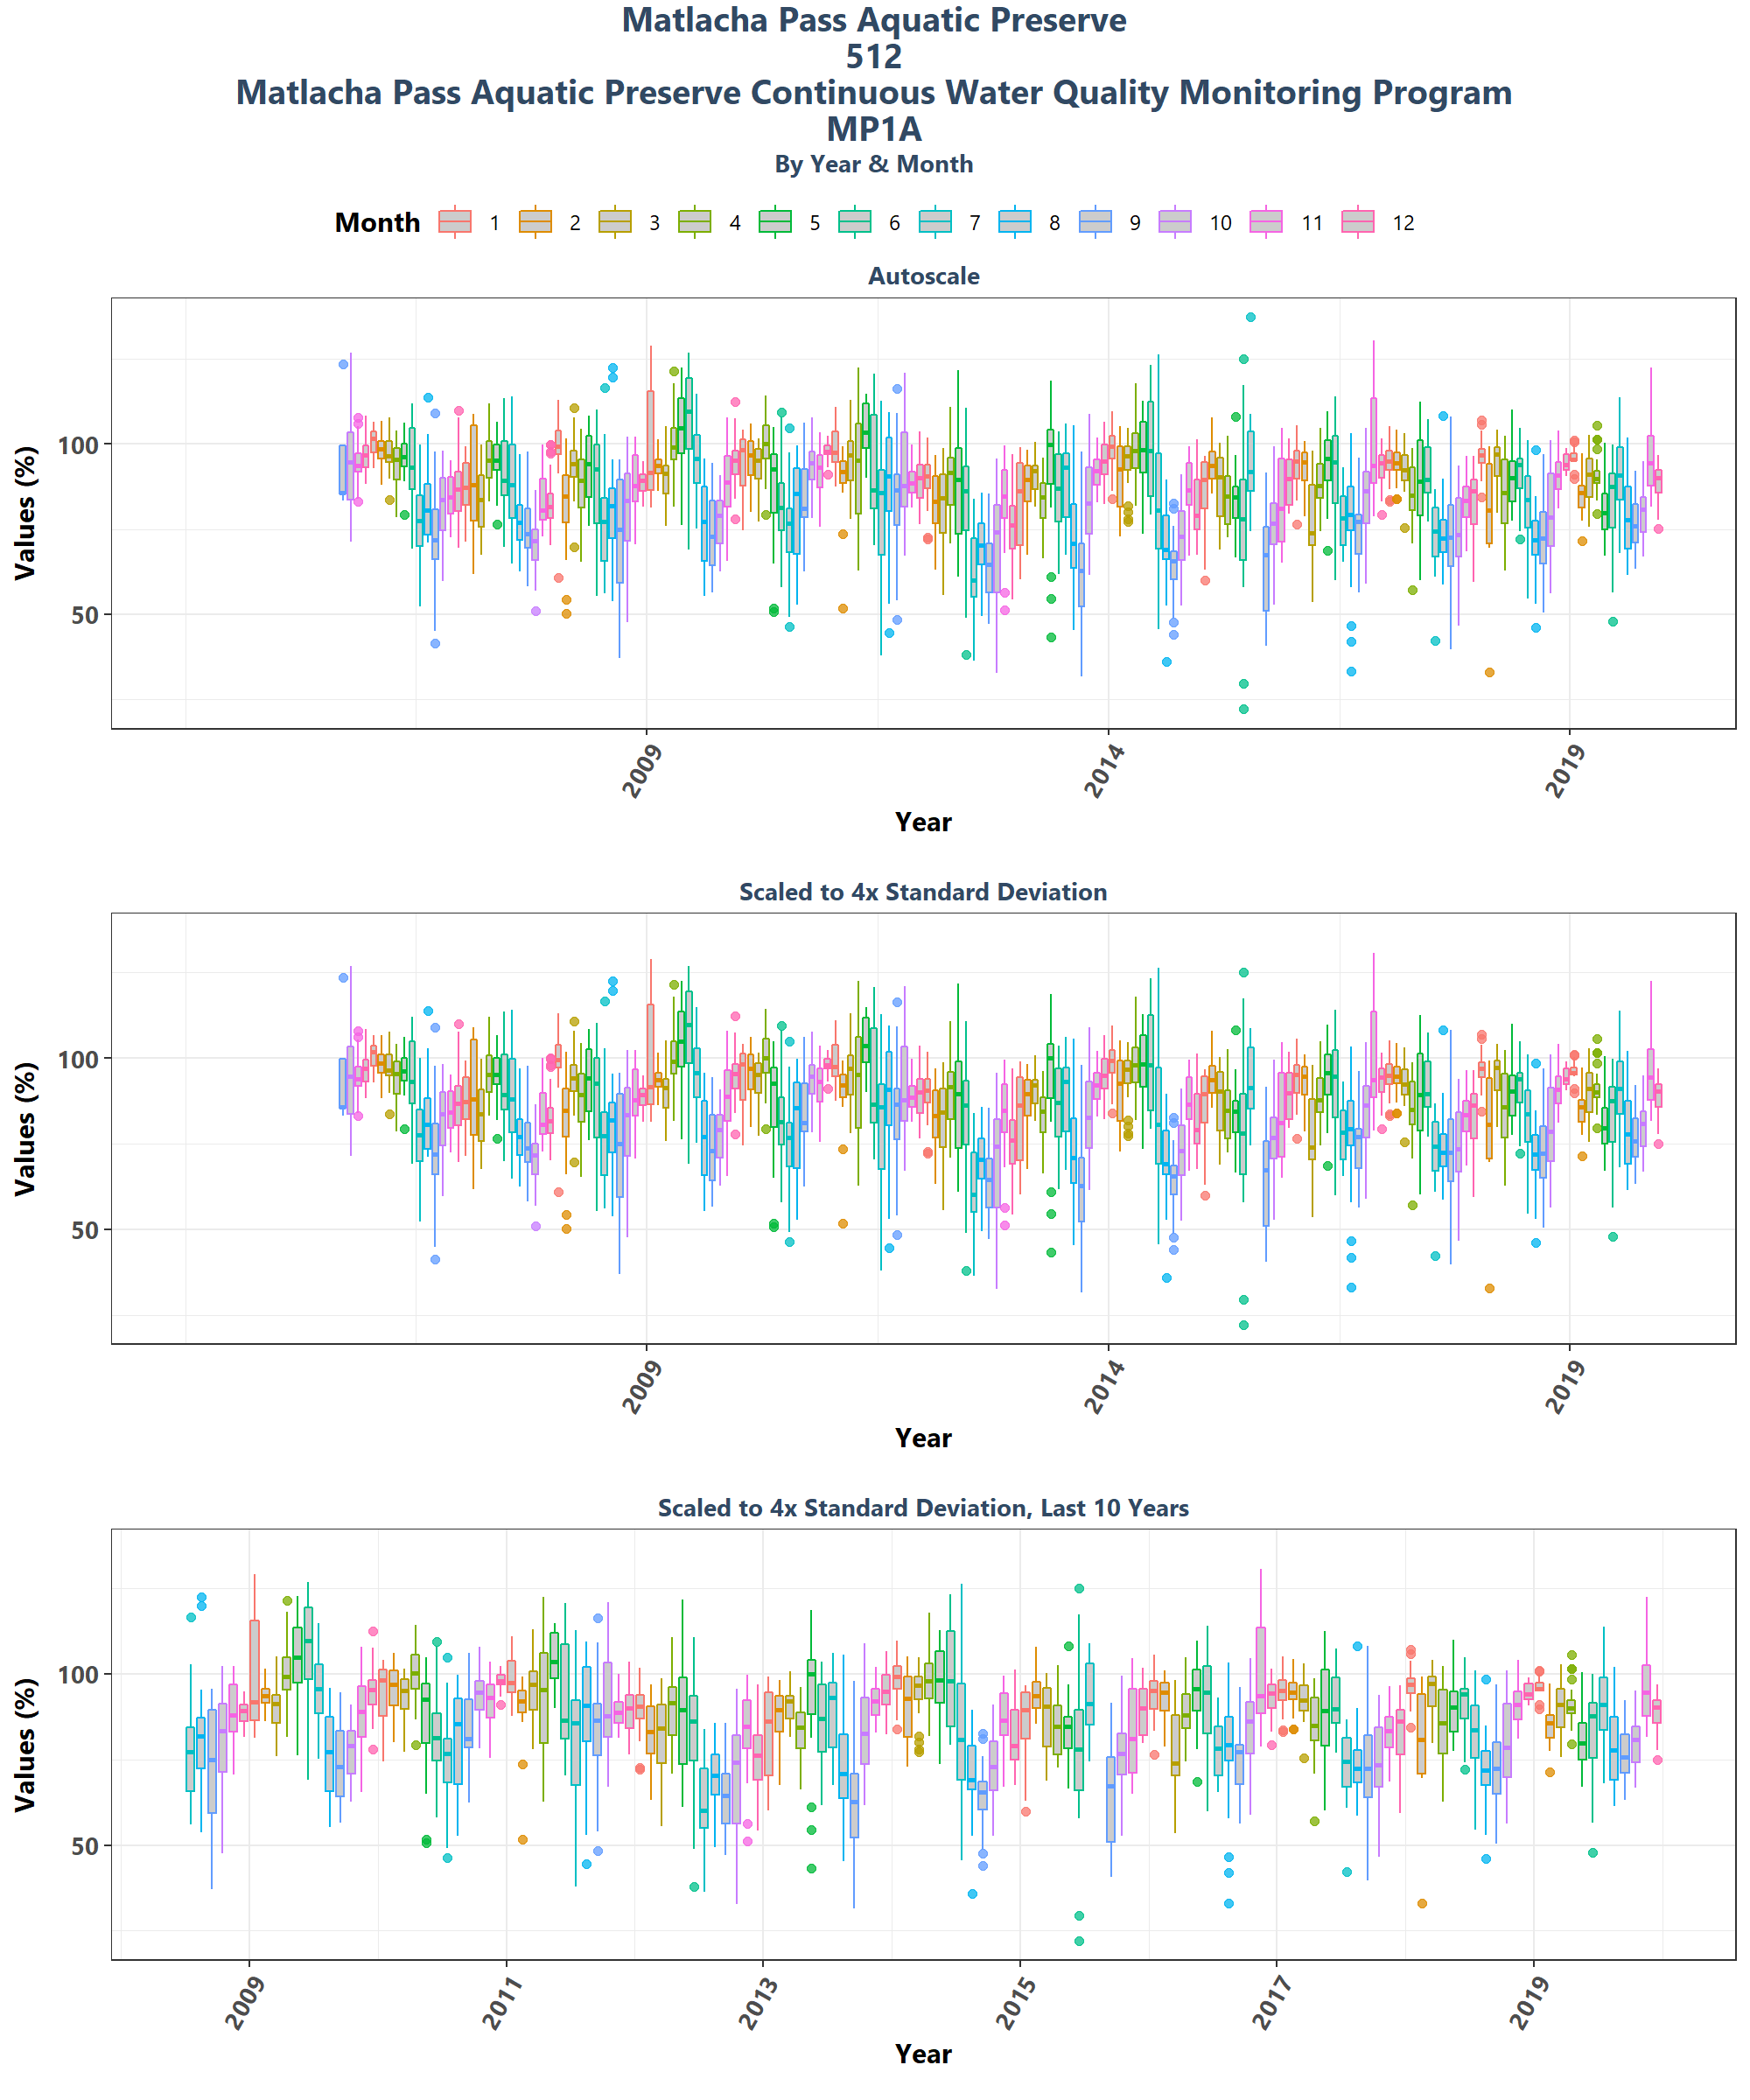 Matlacha Pass Aquatic Preserve
512
Matlacha Pass Aquatic Preserve Continuous Water Quality Monitoring Program
MP1A
By Year & Month
Month 1 2 3 4 5 6 7 8 9 10 11 12
Autoscale
Values (%)
100
50
2009 2014 2019
Year
Scaled to 4x Standard Deviation
Values (%)
100
50
2009 2014 2019
Year
Scaled to 4x Standard Deviation, Last 10 Years
Values (%)
100
50
2009 2011 2013 2015 2017 2019
Year